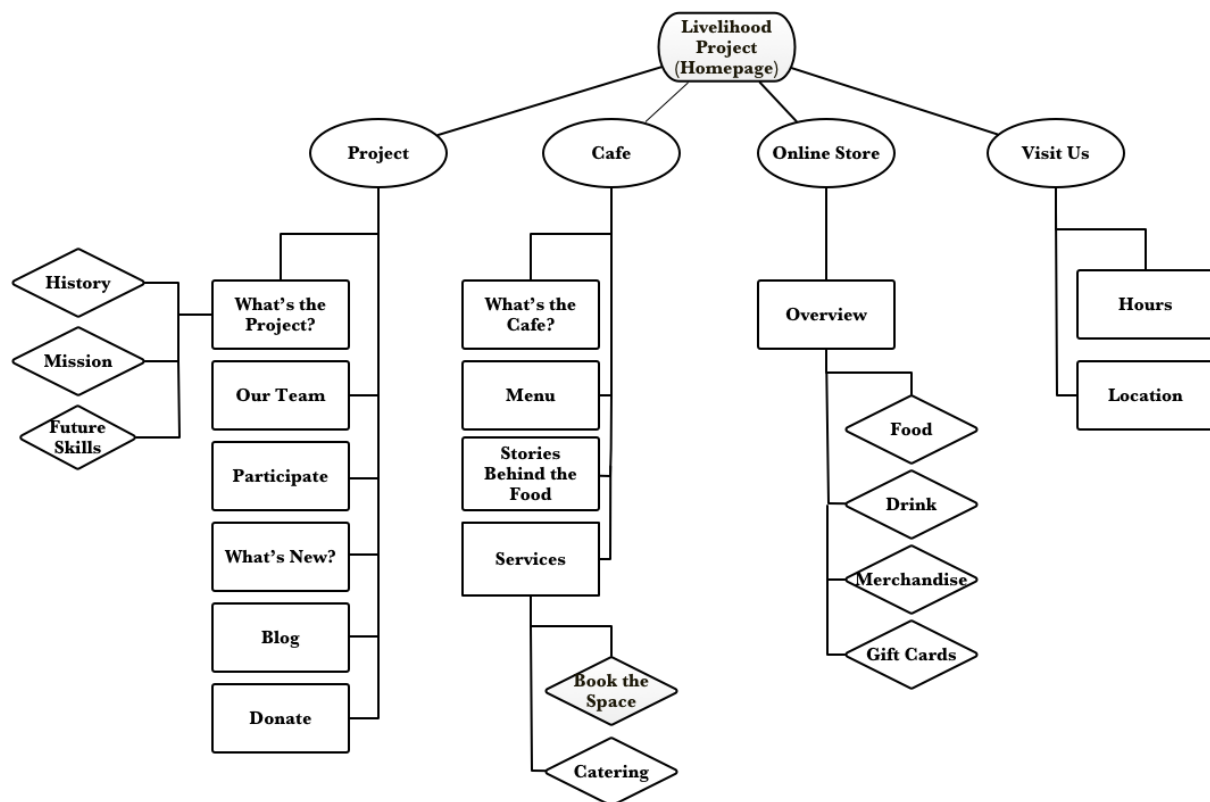 Livelihood
Project
(Homepage)
Project
Cafe
Online Store
Visit Us
History
Mission
Future
Skills
What's the
Project?
Our Team
Participate
What's New?
Blog
Donate
What's the
Cafe?
Menu
Stories
Behind the
Food
Services
Book the
Space
Catering
Overview
Food
Drink
Merchandise
Gift Cards
Hours
Location